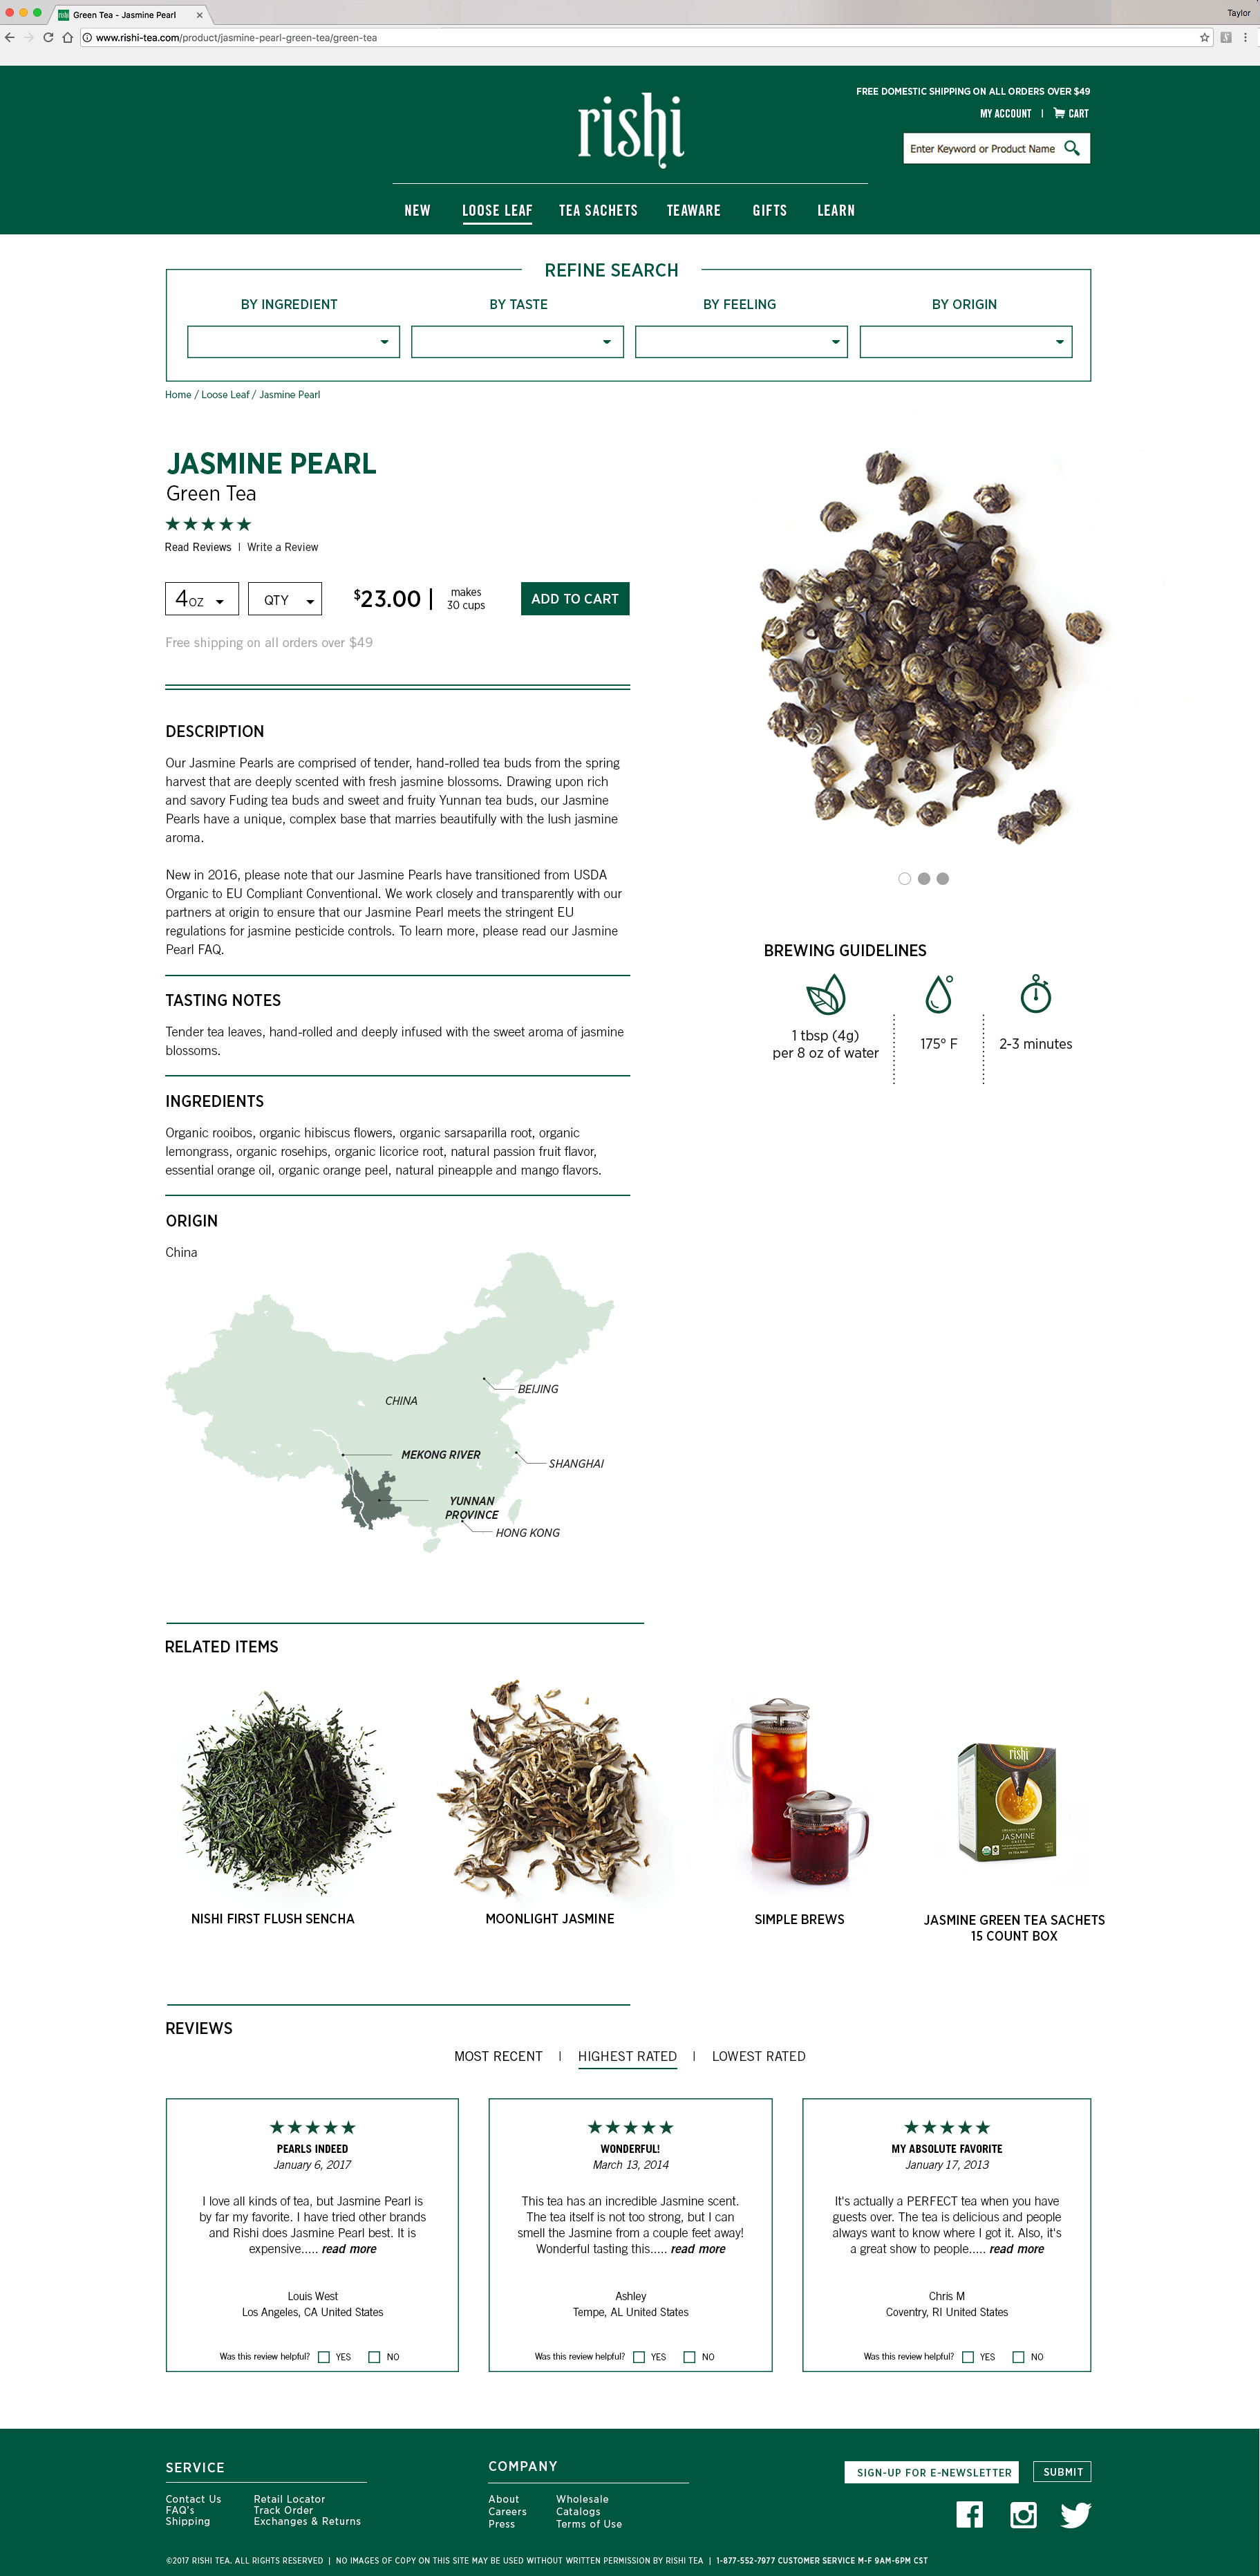 Green Tea - Jasmine Pearl
Taylor
www.rishi-tea.com/product/jasmine-pearl-green-tea/green-tea
FREE DOMESTIC SHIPPING ON ALL ORDERS OVER $49
rishi
MY ACCOUNT | CART
Enter Keyword or Product Name
NEW LOOSE LEAF TEA SACHETS TEAWARE GIFTS LEARN
REFINE SEARCH
BY INGREDIENT BY TASTE BY FEELING BY ORIGIN
Home / Loose Leaf / Jasmine Pearl
JASMINE PEARL
Green Tea
Read Reviews | Write a Review
4 OZ QTY $23.00 | makes
30 cups
ADD TO CART
Free shipping on all orders over $49
DESCRIPTION
Our Jasmine Pearls are comprised of tender, hand-rolled tea buds from the spring
harvest that are deeply scented with fresh jasmine blossoms. Drawing upon rich
and savory Fuding tea buds and sweet and fruity Yunnan tea buds, our Jasmine
Pearls have a unique, complex base that marries beautifully with the lush jasmine
aroma.
New in 2016, please note that our Jasmine Pearls have transitioned from USDA
Organic to EU Compliant Conventional. We work closely and transparently with our
partners at origin to ensure that our Jasmine Pearl meets the stringent EU
regulations for jasmine pesticide controls. To learn more, please read our Jasmine
Pearl FAQ.
BREWING GUIDELINES
1 tbsp (4g)
per 8 oz of water
175º F
2-3 minutes
TASTING NOTES
Tender tea leaves, hand-rolled and deeply infused with the sweet aroma of jasmine
blossoms.
INGREDIENTS
Organic rooibos, organic hibiscus flowers, organic sarsaparilla root, organic
lemongrass, organic rosehips, organic licorice root, natural passion fruit flavor,
essential orange oil, organic orange peel, natural pineapple and mango flavors.
ORIGIN
China
BEIJING
CHINA
MEKONG RIVER
SHANGHAI
YUNNAN
PROVINCE
HONG KONG
RELATED ITEMS
rishi
JASMINE
NISHI FIRST FLUSH SENCHA
MOONLIGHT JASMINE
SIMPLE BREWS
JASMINE GREEN TEA SACHETS
15 COUNT BOX
REVIEWS
MOST RECENT | HIGHEST RATED | LOWEST RATED
PEARLS INDEED
January 6, 2017
I love all kinds of tea, but Jasmine Pearl is
by far my favorite. I have tried other brands
and Rishi does Jasmine Pearl best. It is
expensive..... read more
Louis West
Los Angeles, CA United States
Was this review helpful? YES NO
WONDERFUL!
March 13, 2014
This tea has an incredible Jasmine scent.
The tea itself is not too strong, but I can
smell the Jasmine from a couple feet away!
Wonderful tasting this..... read more
Ashley
Tempe, AL United States
Was this review helpful? YES NO
MY ABSOLUTE FAVORITE
January 17, 2013
It's actually a PERFECT tea when you have
guests over. The tea is delicious and people
always want to know where I got it. Also, it's
a great show to people..... read more
Chris M
Coventry, RI United States
Was this review helpful? YES NO
SERVICE
Contact Us
FAQ's
Shipping
Retail Locator
Track Order
Exchanges & Returns
COMPANY
About
Careers
Press
Wholesale
Catalogs
Terms of Use
SIGN-UP FOR E-NEWSLETTER SUBMIT
©2017 RISHI TEA. ALL RIGHTS RESERVED | NO IMAGES OF COPY ON THIS SITE MAY BE USED WITHOUT WRITTEN PERMISSION BY RISHI TEA | 1-877-552-7977 CUSTOMER SERVICE M-F 9AM-6PM CST